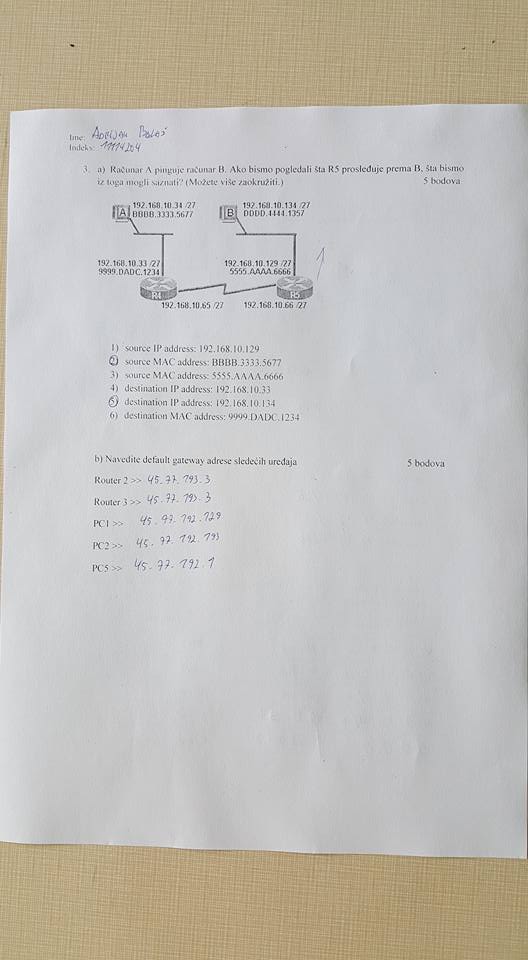 Ime: Adrijan
Indeks:
3. a) Računar A pinguje računar B. Ako bismo pogledali šta R5 prosleđuje prema B, šta bismo
iz toga mogli saznati? (Možete više zaokružiti.) 5 bodova
192.168.10.34 /27 192.168.10.134 /27
A BBBB.3333.5677 B DDDD.4444.1357
192.168.10.33 /27 192.168.10.129 /27
9999.DADC.1234 5555.AAAA.6666
R4 R5
192.168.10.65 /27 192.168.10.66 /27
1) source IP address: 192.168.10.129
2) source MAC address: BBBB.3333.5677
3) source MAC address: 5555.AAAA.6666
4) destination IP address: 192.168.10.33
5) destination IP address: 192.168.10.134
6) destination MAC address: 9999.DADC.1234
b) Navedite default gateway adrese sledećih uređaja 5 bodova
Router 2 >> 45.77.193.3
Router 3 >> 45.77.193.3
PC1 >> 45.77.192.129
PC2 >> 45.77.192.193
PC5 >> 45.77.192.1